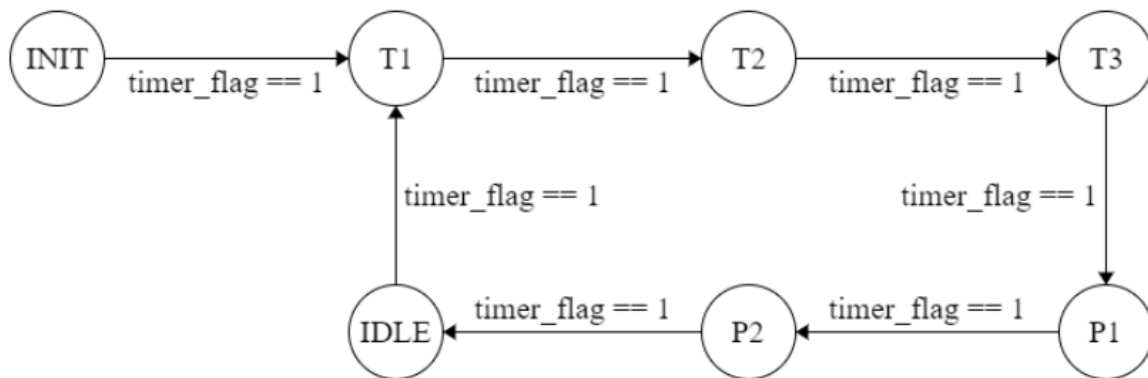 INIT
T1
T2
T3
timer_flag == 1
timer_flag == 1
timer_flag == 1
timer_flag == 1
timer_flag == 1
timer_flag == 1
timer_flag == 1
IDLE
P2
P1